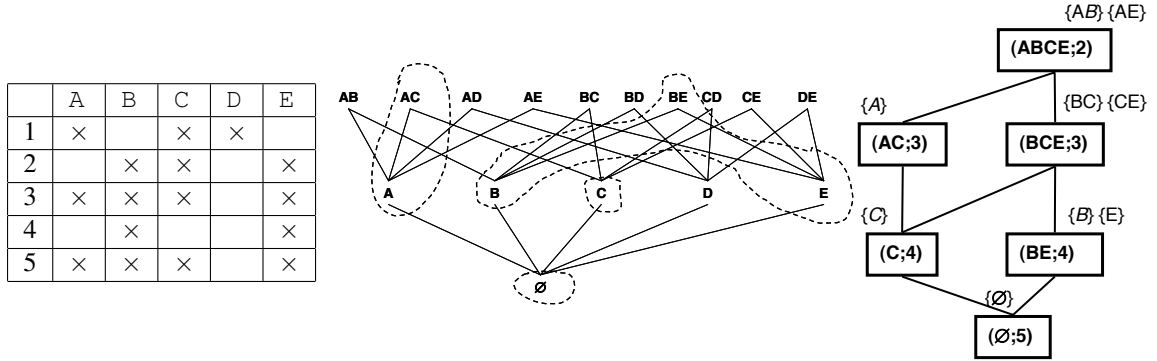 A B C D E
1 × × ×
2 × × ×
3 × × × ×
4 × ×
5 × × × ×
AB AC AD AE BC BD BE CD CE DE
A B C D E
Ø
{AB} {AE}
(ABCE;2)
{A} {BC} {CE}
(AC;3) (BCE;3)
{C} {B} {E}
(C;4) (BE;4)
{Ø}
(Ø;5)